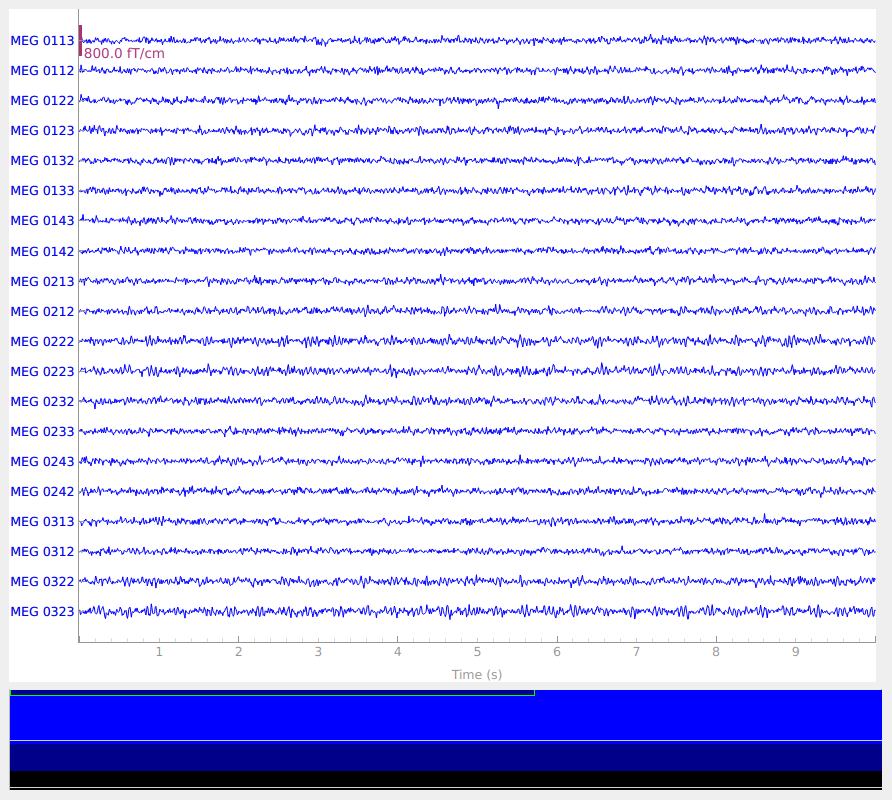 MEG 0113
800.0 fT/cm
MEG 0112
MEG 0122
MEG 0123
MEG 0132
MEG 0133
MEG 0143
MEG 0142
MEG 0213
MEG 0212
MEG 0222
MEG 0223
MEG 0232
MEG 0233
MEG 0243
MEG 0242
MEG 0313
MEG 0312
MEG 0322
MEG 0323
1 2 3 4 5 6 7 8 9
Time (s)